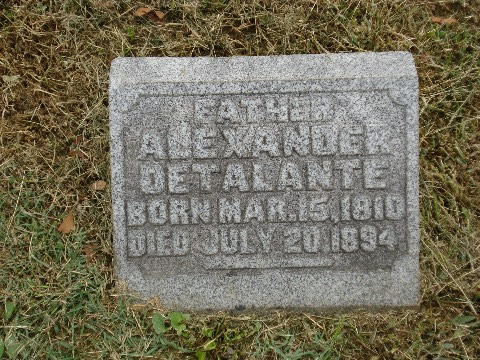 FATHER
ALEXANDER
DETALANTE
BORN MAR. 15, 1810
DIED JULY 20 1894